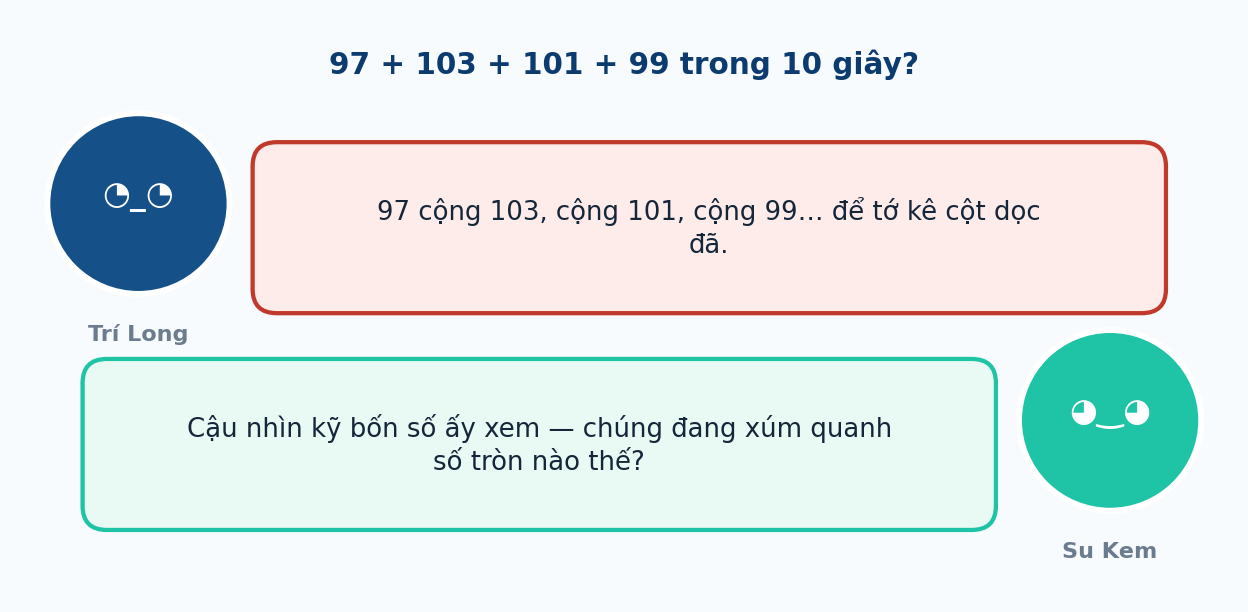 97 + 103 + 101 + 99 trong 10 giây?
97 cộng 103, cộng 101, cộng 99... để tớ kê cột dọc
đã.
Trí Long
Cậu nhìn kỹ bốn số ấy xem — chúng đang xúm quanh
số tròn nào thế?
Su Kem